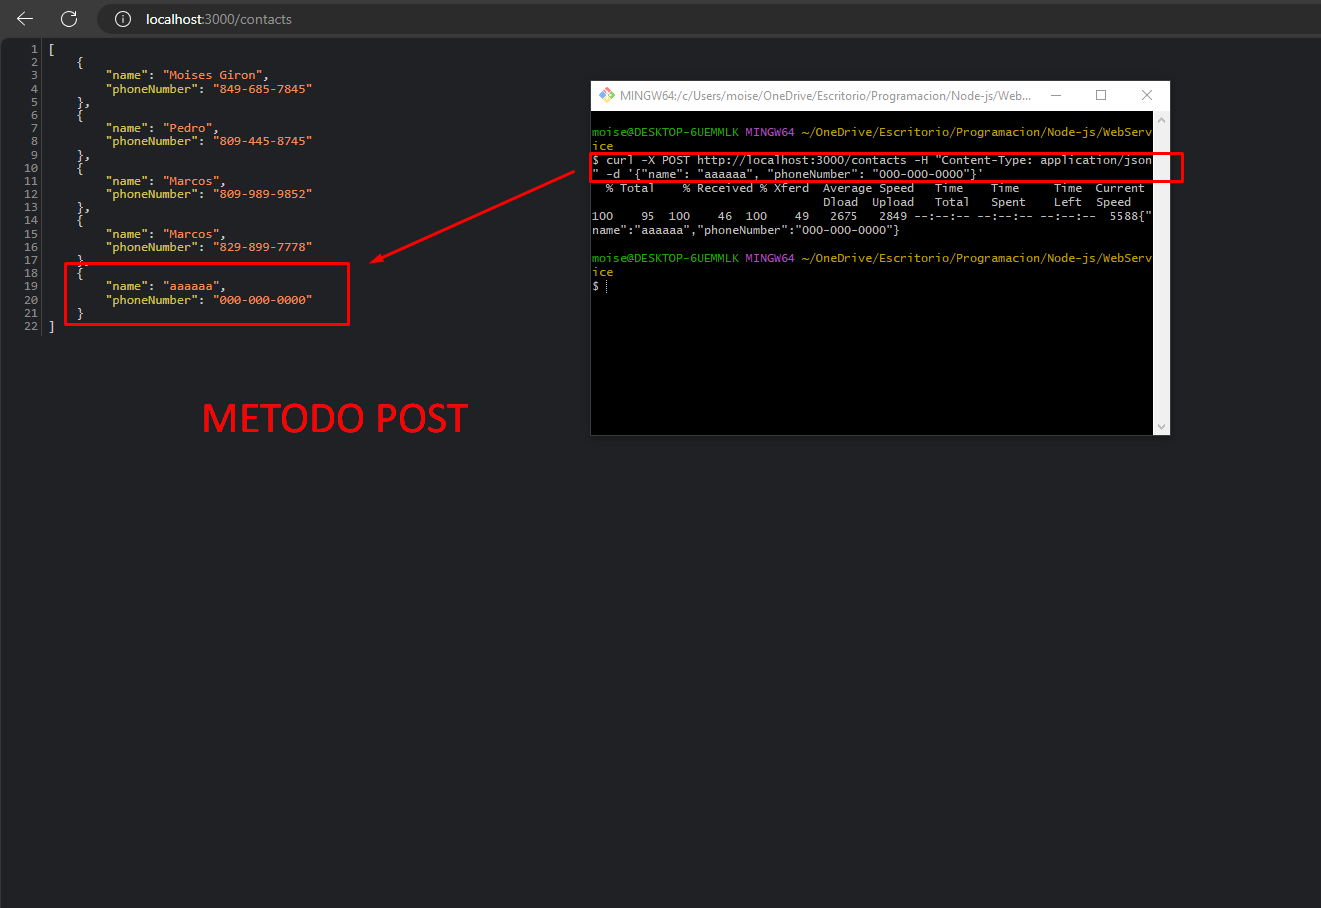 localhost:3000/contacts
1 [
2 {
3 "name": "Moises Giron",
4 "phoneNumber": "849-685-7845"
5 },
6 {
7 "name": "Pedro",
8 "phoneNumber": "809-445-8745"
9 },
10 {
11 "name": "Marcos",
12 "phoneNumber": "809-989-9852"
13 },
14 {
15 "name": "Marcos",
16 "phoneNumber": "829-899-7778"
17 },
18 {
19 "name": "aaaaaa",
20 "phoneNumber": "000-000-0000"
21 }
22 ]
METODO POST
MINGW64:/c/Users/moise/OneDrive/Escritorio/Programacion/Node-js/Web...
moise@DESKTOP-6UEMMLK MINGW64 ~/OneDrive/Escritorio/Programacion/Node-js/WebServ
ice
$ curl -X POST http://localhost:3000/contacts -H "Content-Type: application/json
" -d '{"name": "aaaaaa", "phoneNumber": "000-000-0000"}'
% Total % Received % Xferd Average Speed Time Time Time Current
Dload Upload Total Spent Left Speed
100 95 100 46 100 49 2675 2849 --:--:-- --:--:-- --:--:-- 5588{"
name":"aaaaaa","phoneNumber":"000-000-0000"}
moise@DESKTOP-6UEMMLK MINGW64 ~/OneDrive/Escritorio/Programacion/Node-js/WebServ
ice
$